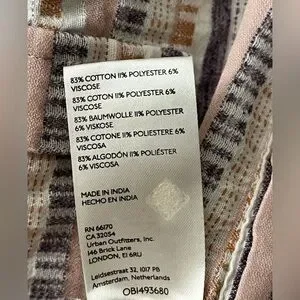 83% COTTON 11% POLYESTER 6%
VISCOSE
83% COTON 11% POLYESTER 6%
VISCOSE
83% BAUMWOLLE 11% POLYESTER 6%
VISKOSE
83% COTONE 11% POLIESTERE 6%
VISCOSA
83% ALGODÓN 11% POLIÉSTER
6% VISCOSA
MADE IN INDIA
HECHO EN INDIA
RN 66170
CA 32054
Urban Outfitters, Inc.
146 Brick Lane
LONDON, E1 6RU
Leidsestraat 32, 1017 PB
Amsterdam, Netherlands
OB1493680